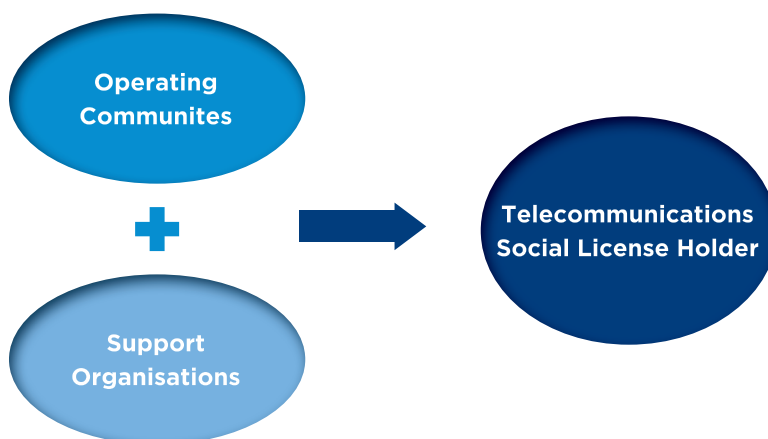 Operating
Communites
Support
Organisations
Telecommunications
Social License Holder